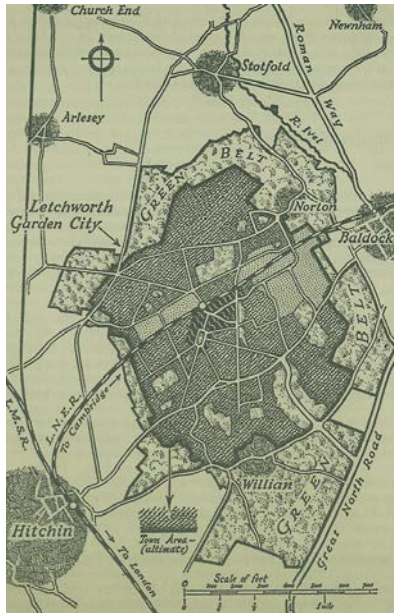 Church End
Newnham
Stotfold
ROMAN
WAY
Arlesey
R. Ivel
GREEN BELT
Letchworth
Garden City
Norton
Baldock
BELT
L.M.S.R.
L.N.E.R.
To Cambridge
Willian
GREEN
Great North Road
Hitchin
Town Area—
(ultimate)
To London
Scale of feet
1 mile